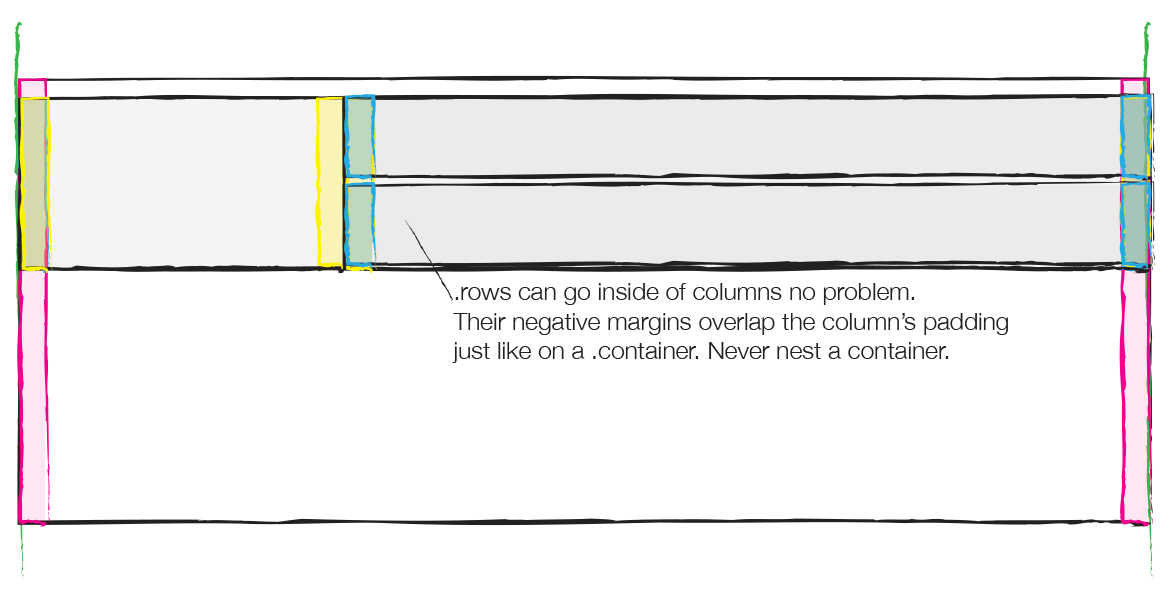 .rows can go inside of columns no problem.
Their negative margins overlap the column’s padding
just like on a .container. Never nest a container.